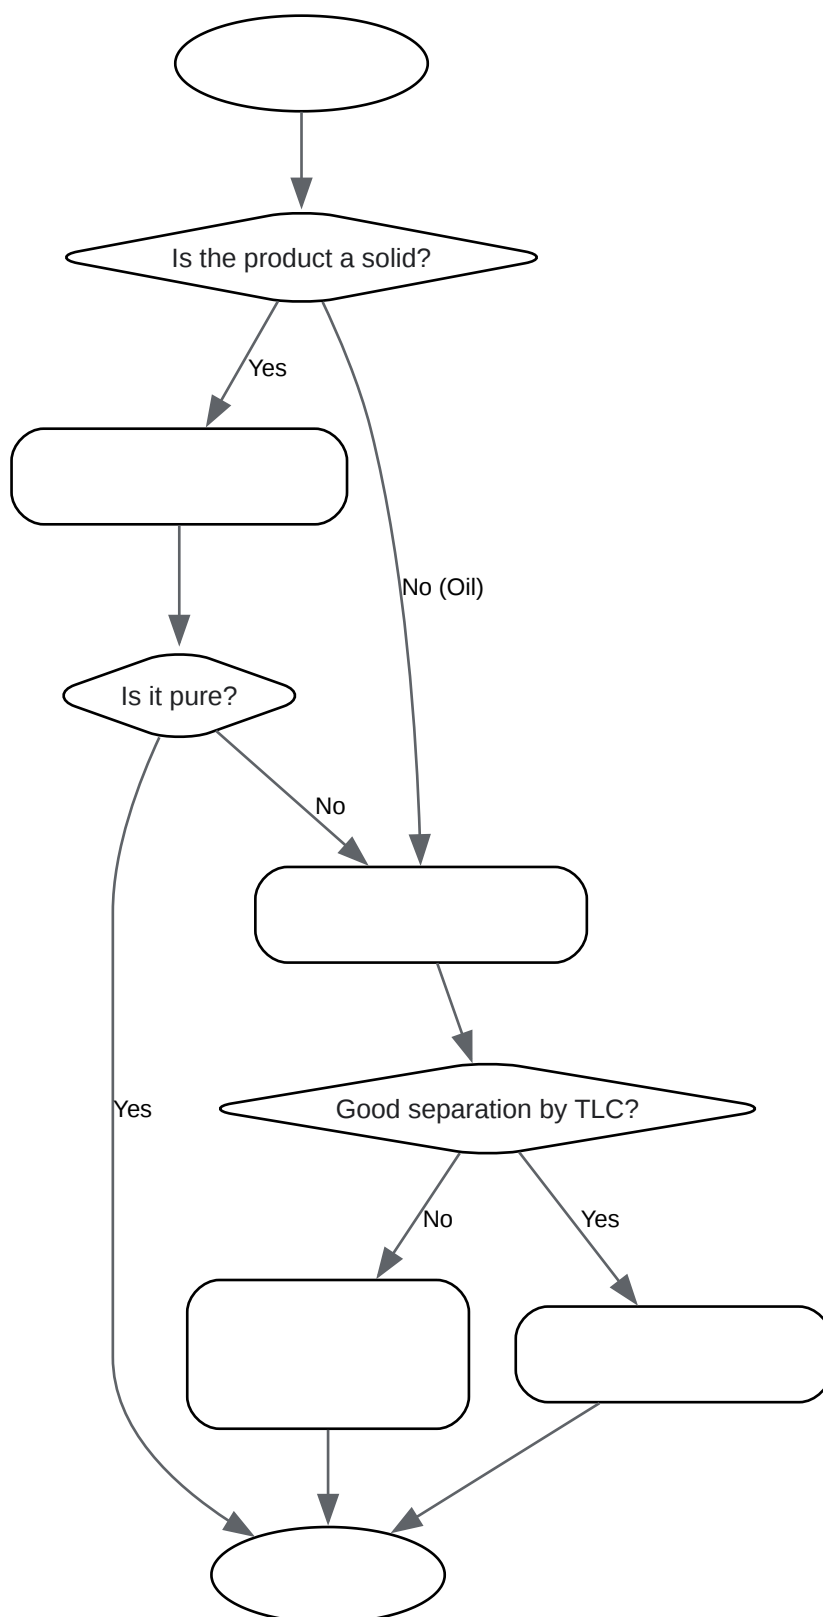 Is the product a solid?
Yes
No (Oil)
Is it pure?
No
Yes
Good separation by TLC?
No
Yes